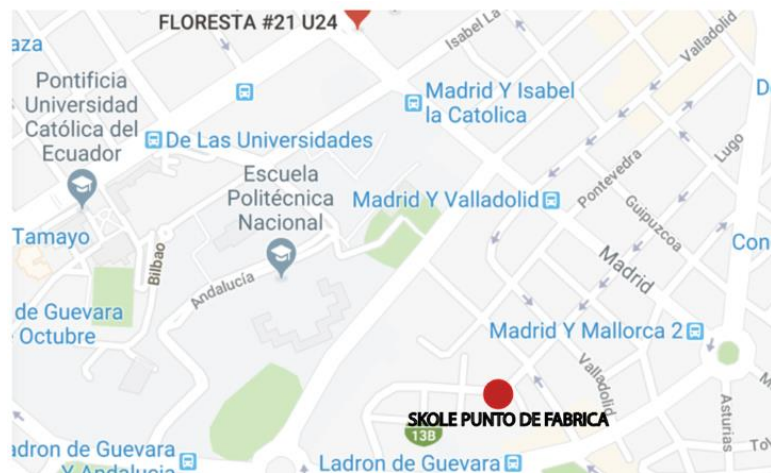 FLORESTA #21 U24
Isabel La
Valladolid
aza
Pontificia
Universidad
Católica del
Ecuador
De Las Universidades
Madrid Y Isabel
la Catolica
D
Lugo
Escuela
Politécnica
Nacional
Madrid Y Valladolid
Pontevedra
Guipuzcoa
Tamayo
Bilbao
Con
Madrid
Andalucía
de Guevara
Octubre
Madrid Y Mallorca 2
Valladolid
SKOLE PUNTO DE FABRICA
13B
Asturias
M
Tol
adron de Guevara
Y Andalucia
Ladron de Guevara